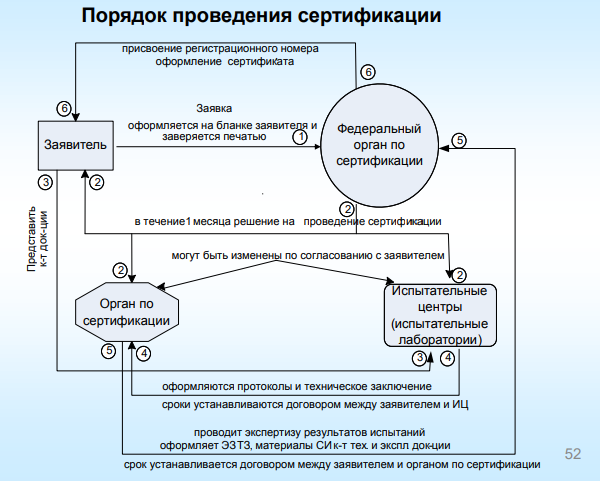 Порядок проведения сертификации
присвоение регистрационного номера
оформление сертификата
6
6
Заявка
оформляется на бланке заявителя и
заверяется печатью
1
Заявитель
Федеральный
орган по
сертификации
5
3
2
2
Представить
к-т док-ции
в течение 1 месяца решение на проведение сертификации
могут быть изменены по согласованию с заявителем
2
2
Орган по
сертификации
Испытательные
центры
(испытательные
лаборатории)
5
4
3
4
оформляются протоколы и техническое заключение
сроки устанавливаются договором между заявителем и ИЦ
проводит экспертизу результатов испытаний
оформляет ЭЗ ТЗ, материалы СИ к-т тех. и экспл док-ции
срок устанавливается договором между заявителем и органом по сертификации
52